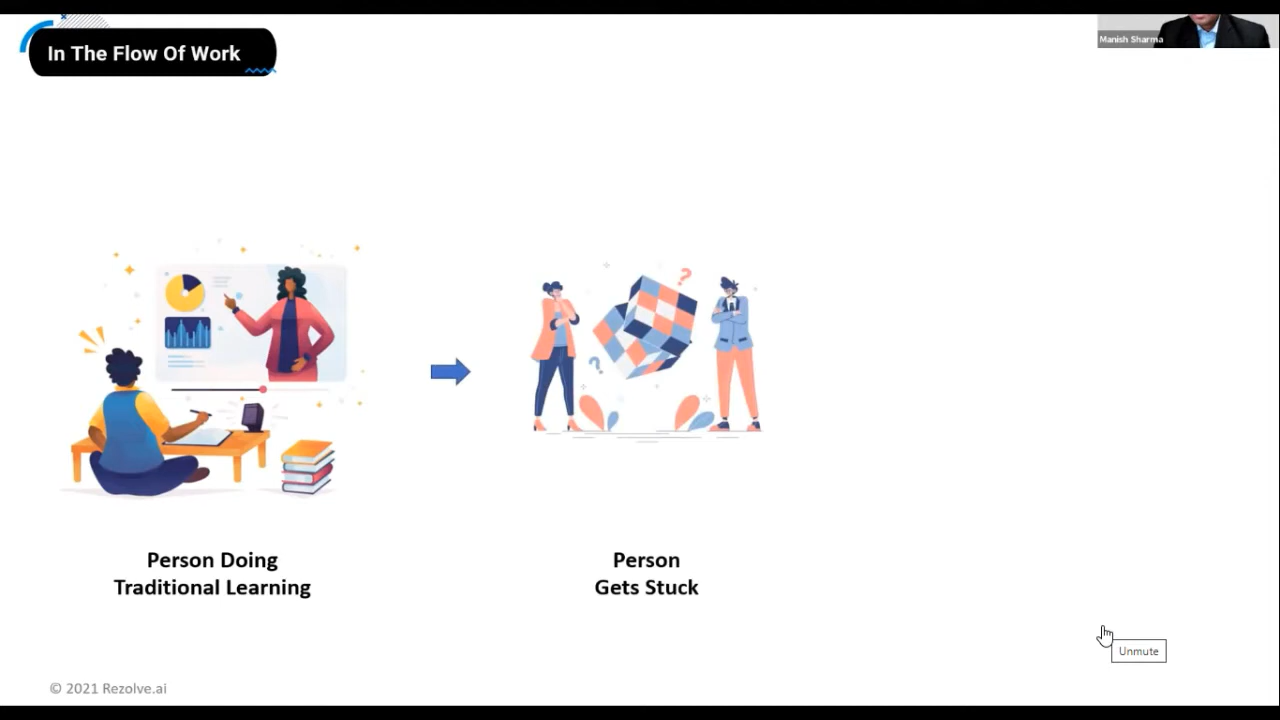 In The Flow Of Work
Manish Sharma
?
?
Person Doing
Traditional Learning
Person
Gets Stuck
Unmute
© 2021 Rezolve.ai